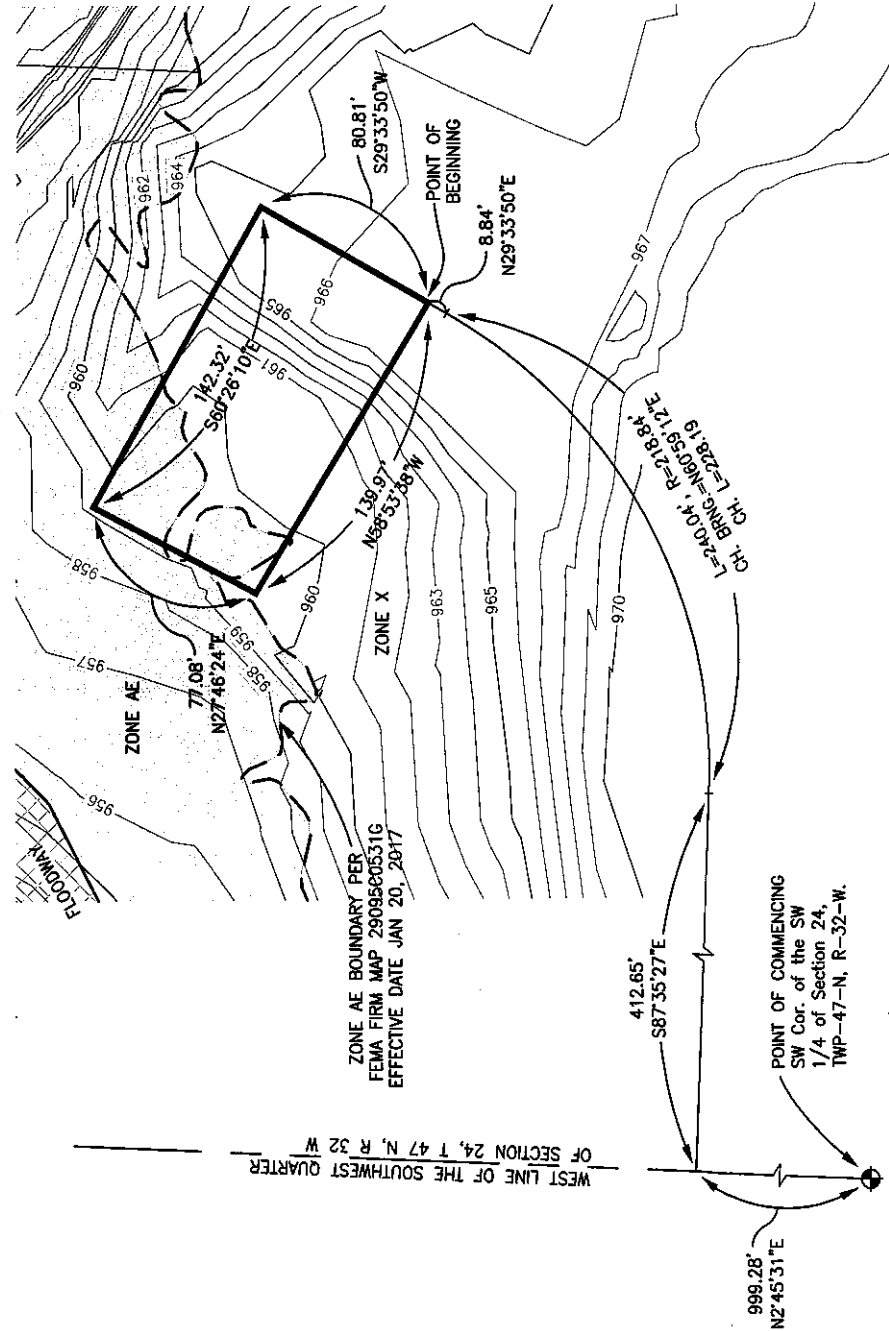 FLOODWAY
956
957
ZONE AE
958
77.08'
N27°46'24"E
959
958
960
142.32'
S60°26'10"E
961
965
966
962
964
80.81'
S29°33'50"W
POINT OF
BEGINNING
8.84'
N29°33'50"E
139.97'
N58°53'38"W
960
ZONE X
963
965
967
970
L=240.04', R=218.84'
CH. BRNG.=N60°59'12"E
CH. L=228.19
ZONE AE BOUNDARY PER
FEMA FIRM MAP 29095C0531G
EFFECTIVE DATE JAN 20, 2017
412.65'
S87°35'27"E
WEST LINE OF THE SOUTHWEST QUARTER
OF SECTION 24, T 47 N, R 32 W
POINT OF COMMENCING
SW Cor. of the SW
1/4 of Section 24,
TWP-47-N, R-32-W.
999.28'
N2°45'31"E